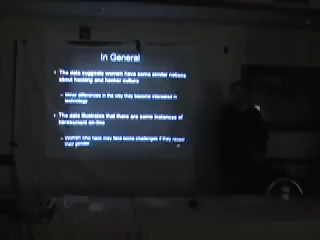 In General
• The data suggests women have some similar notions
about hacking and hacker culture
– Minor differences in the way they become interested in
technology
• The data illustrates that there are some instances of
harassment on-line
– Women who hack may face some challenges if they reveal
their gender